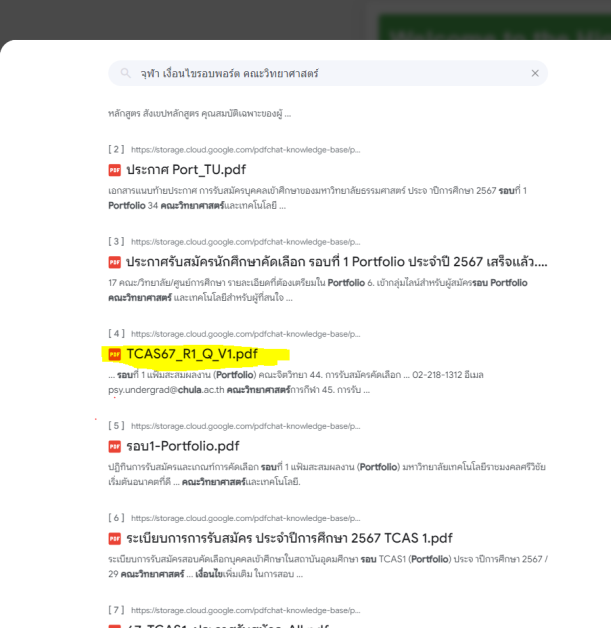 จุฬา เงื่อนไขรอบพอร์ต คณะวิทยาศาสตร์
หลักสูตร สังเขปหลักสูตร คุณสมบัติเฉพาะของผู้ ...
[ 2 ] https://storage.cloud.google.com/pdfchat-knowledge-base/p...
PDF ประกาศ Port_TU.pdf
เอกสารแนบท้ายประกาศ การรับสมัครบุคคลเข้าศึกษาของมหาวิทยาลัยธรรมศาสตร์ ประจ าปีการศึกษา 2567 รอบที่ 1
Portfolio 34 คณะวิทยาศาสตร์และเทคโนโลยี ...
[ 3 ] https://storage.cloud.google.com/pdfchat-knowledge-base/p...
PDF ประกาศรับสมัครนักศึกษาคัดเลือก รอบที่ 1 Portfolio ประจำปี 2567 เสร็จแล้ว....
17 คณะ/วิทยาลัย/ศูนย์การศึกษา รายละเอียดที่ต้องเตรียมใน Portfolio 6. เข้ากลุ่มไลน์สำหรับผู้สมัครรอบ Portfolio
คณะวิทยาศาสตร์ และเทคโนโลยีสำหรับผู้ที่สนใจ ...
[ 4 ] https://storage.cloud.google.com/pdfchat-knowledge-base/p...
PDF TCAS67_R1_Q_V1.pdf
... รอบที่ 1 แฟ้มสะสมผลงาน (Portfolio) คณะจิตวิทยา 44. การรับสมัครคัดเลือก ... 02-218-1312 อีเมล
psy.undergrad@chula.ac.th คณะวิทยาศาสตร์การกีฬา 45. การรับ ...
[ 5 ] https://storage.cloud.google.com/pdfchat-knowledge-base/p...
PDF รอบ1-Portfolio.pdf
ปฏิทินการรับสมัครและเกณฑ์การคัดเลือก รอบที่ 1 แฟ้มสะสมผลงาน (Portfolio) มหาวิทยาลัยเทคโนโลยีราชมงคลศรีวิชัย
เริ่มต้นอนาคตที่ดี ... คณะวิทยาศาสตร์และเทคโนโลยี.
[ 6 ] https://storage.cloud.google.com/pdfchat-knowledge-base/p...
PDF ระเบียบการการรับสมัคร ประจำปีการศึกษา 2567 TCAS 1.pdf
ระเบียบการรับสมัครสอบคัดเลือกบุคคลเข้าศึกษาในสถาบันอุดมศึกษา รอบ TCAS1 (Portfolio) ประจ าปีการศึกษา 2567 /
29 คณะวิทยาศาสตร์ ... เงื่อนไขเพิ่มเติม ในการสอบ ...
[ 7 ] https://storage.cloud.google.com/pdfchat-knowledge-base/p...